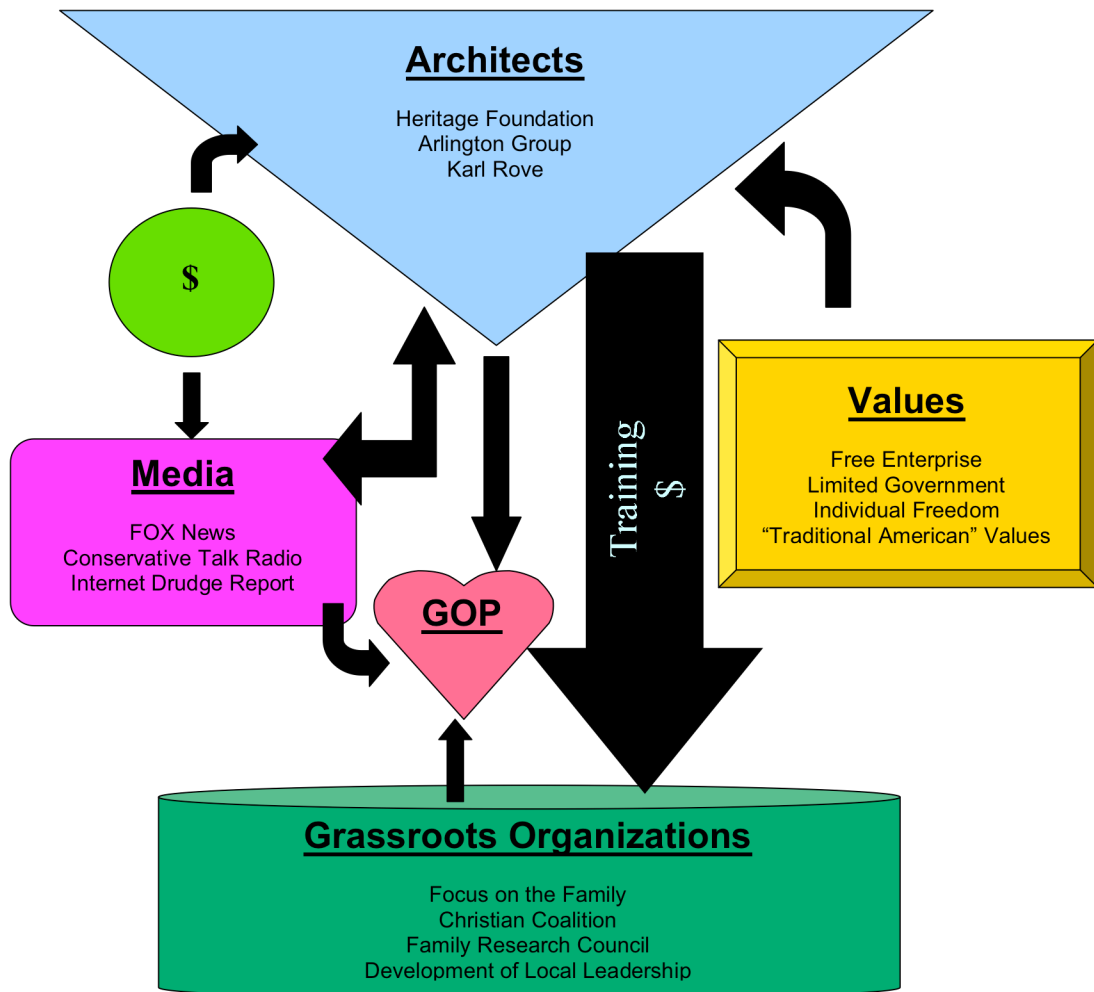 Architects
Heritage Foundation
Arlington Group
Karl Rove
$
Training
$
Values
Free Enterprise
Limited Government
Individual Freedom
“Traditional American” Values
Media
FOX News
Conservative Talk Radio
Internet Drudge Report
GOP
Grassroots Organizations
Focus on the Family
Christian Coalition
Family Research Council
Development of Local Leadership